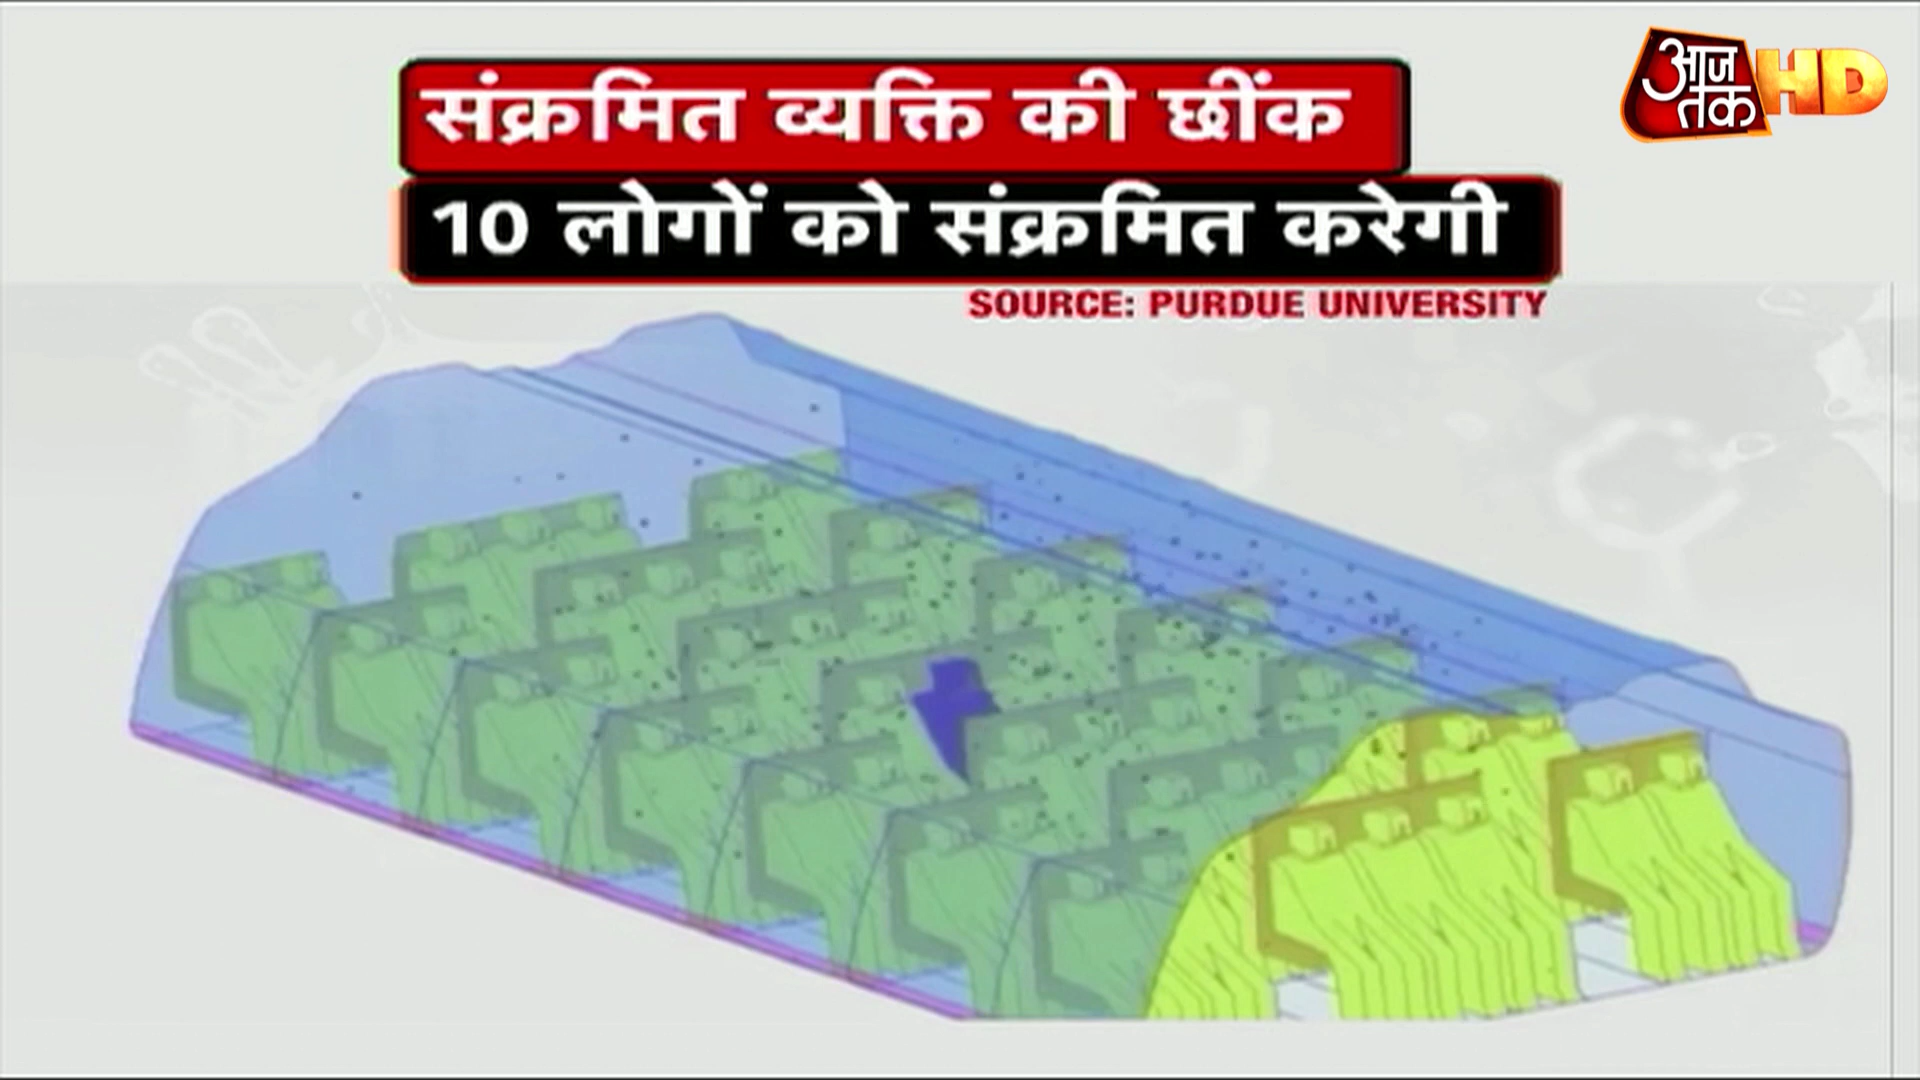 संक्रमित व्यक्ति की छींक
10 लोगों को संक्रमित करेगी
SOURCE: PURDUE UNIVERSITY
आज
तक HD